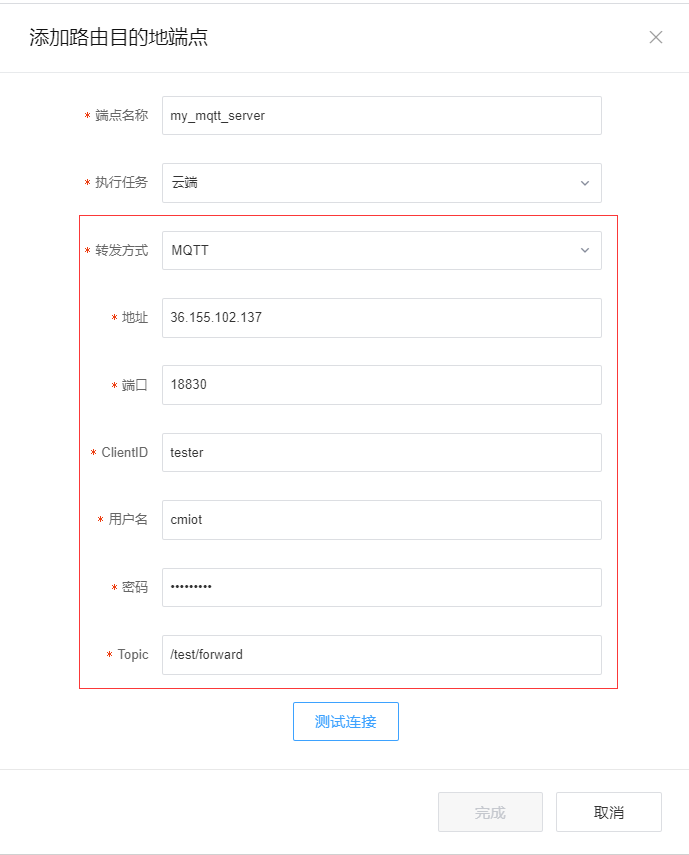 添加路由目的地端点
* 端点名称 my_mqtt_server
* 执行任务 云端
* 转发方式 MQTT
* 地址 36.155.102.137
* 端口 18830
* ClientID tester
* 用户名 cmiot
* 密码 •••••••••
* Topic /test/forward
测试连接
完成 取消